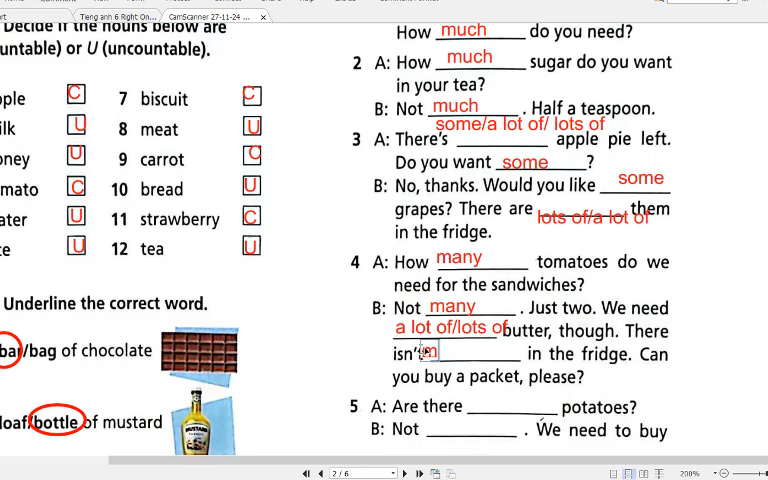 Tieng anh 6 Right On...
CamScanner 27-11-24 ...
Decide if the nouns below are
untable) or U (uncountable).
pple C 7 biscuit C
ilk U 8 meat U
oney U 9 carrot C
mato C 10 bread U
ater U 11 strawberry C
U 12 tea U
Underline the correct word.
bar/bag of chocolate
loaf/bottle of mustard
MUSTARD
How much do you need?
2 A: How much sugar do you want
in your tea?
B: Not much . Half a teaspoon.
some/a lot of/ lots of
3 A: There's ________ apple pie left.
Do you want some ?
B: No, thanks. Would you like some
grapes? There are lots of/a lot of them
in the fridge.
4 A: How many tomatoes do we
need for the sandwiches?
B: Not many . Just two. We need
a lot of/lots of butter, though. There
isn't m in the fridge. Can
you buy a packet, please?
5 A: Are there ________ potatoes?
B: Not ________ . We need to buy
2 / 6
200%